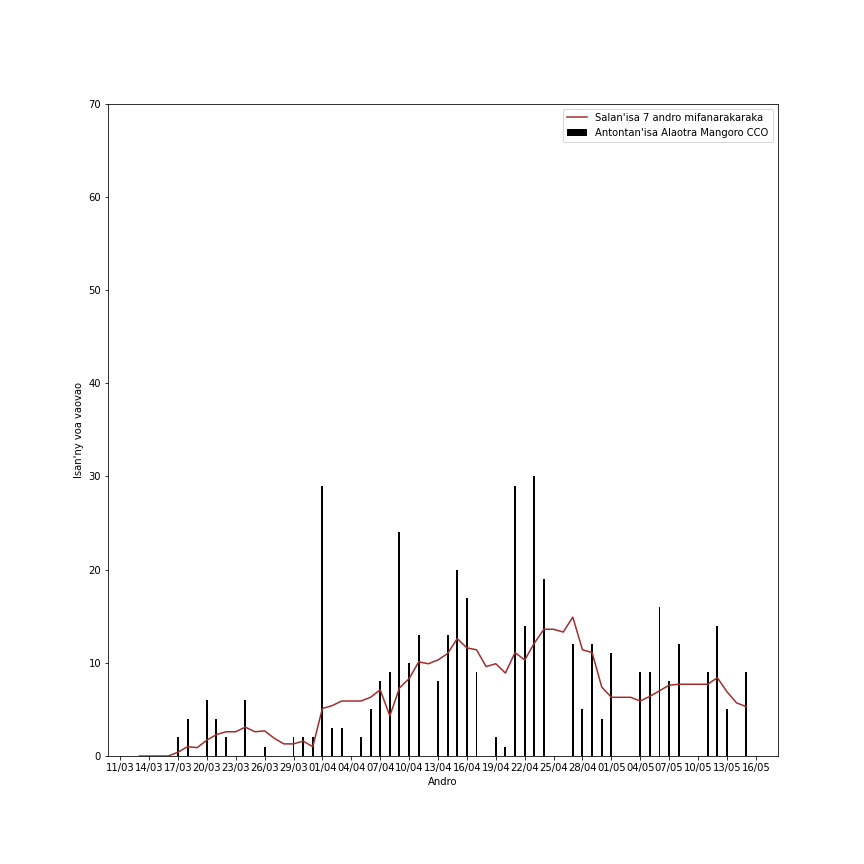 Salan'isa 7 andro mifanarakaraka
Antontan'isa Alaotra Mangoro CCO
70
60
50
40
30
20
10
0
Isan'ny voa vaovao
11/03 14/03 17/03 20/03 23/03 26/03 29/03 01/04 04/04 07/04 10/04 13/04 16/04 19/04 22/04 25/04 28/04 01/05 04/05 07/05 10/05 13/05 16/05
Andro